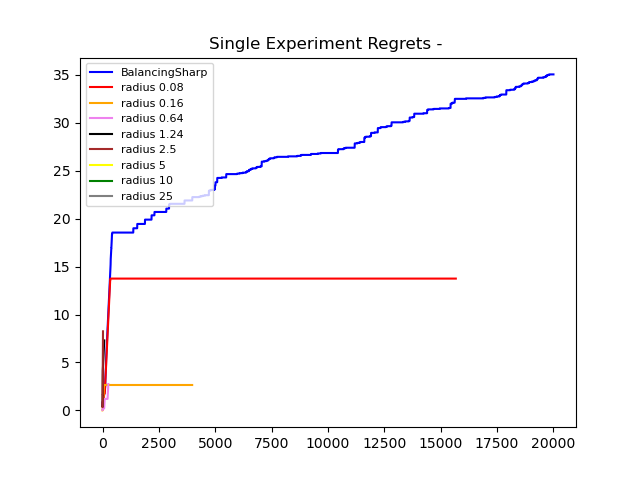 Single Experiment Regrets -
35
30
25
20
15
10
5
0
BalancingSharp
radius 0.08
radius 0.16
radius 0.64
radius 1.24
radius 2.5
radius 5
radius 10
radius 25
0 2500 5000 7500 10000 12500 15000 17500 20000